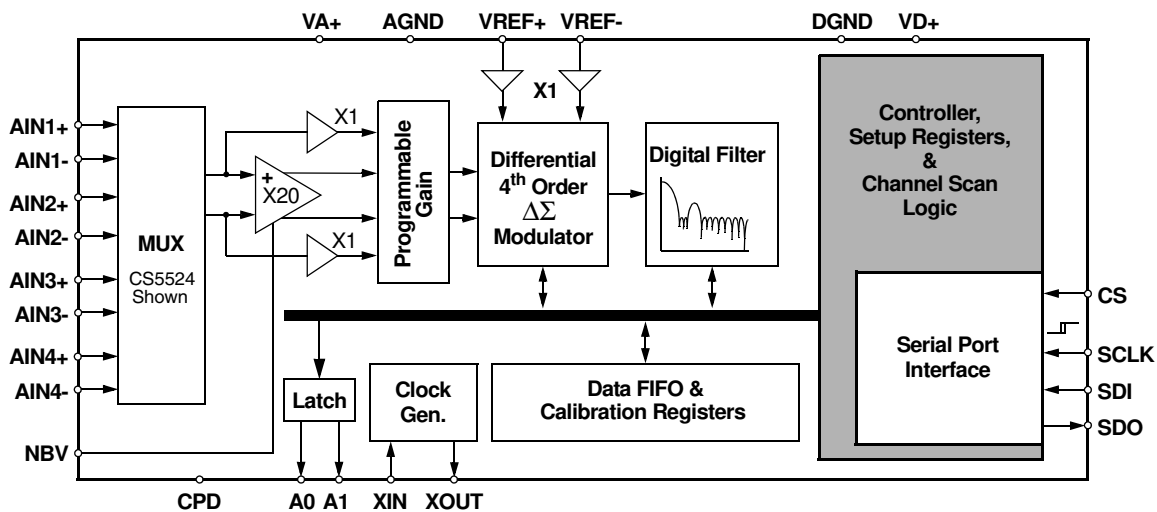 VA+ AGND VREF+ VREF- DGND VD+
X1
AIN1+
AIN1-
AIN2+
AIN2-
AIN3+
AIN3-
AIN4+
AIN4-
NBV
MUX
CS5524
Shown
X1
+
X20
X1
Programmable
Gain
Differential
4th Order
ΔΣ
Modulator
Digital Filter
Controller,
Setup Registers,
&
Channel Scan
Logic
Serial Port
Interface
CS
SCLK
SDI
SDO
Latch
Clock
Gen.
Data FIFO &
Calibration Registers
CPD A0 A1 XIN XOUT